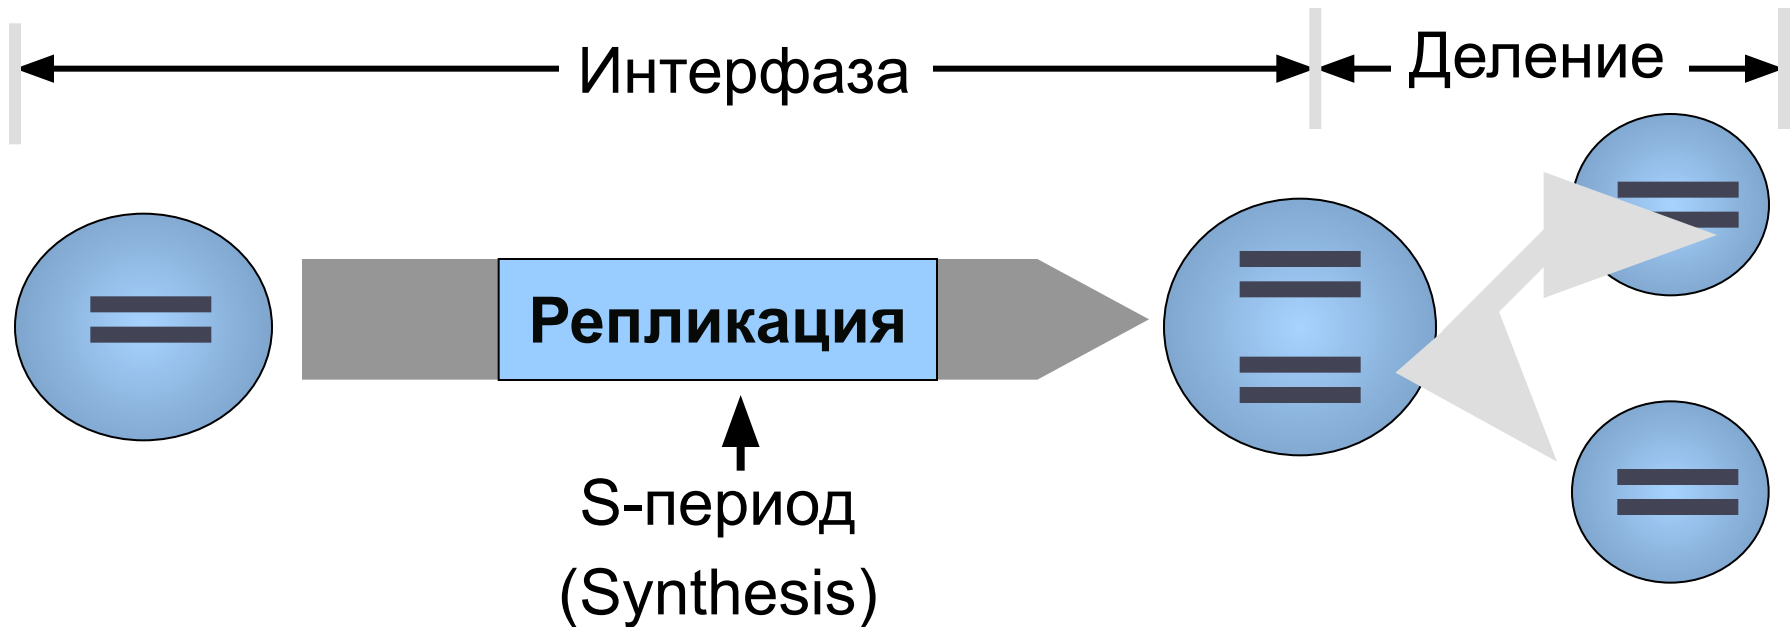 Интерфаза
Деление
Репликация
S-период
(Synthesis)